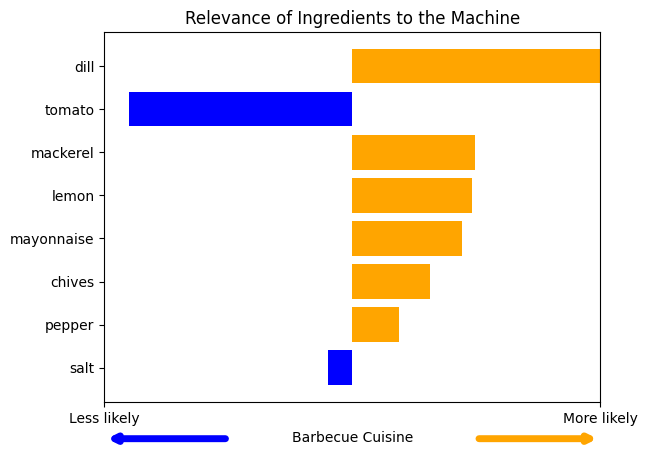 Relevance of Ingredients to the Machine
dill
tomato
mackerel
lemon
mayonnaise
chives
pepper
salt
Less likely
More likely
Barbecue Cuisine